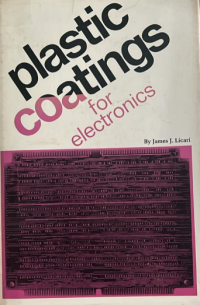 plastic
coatings
for
electronics
By James J. Licari